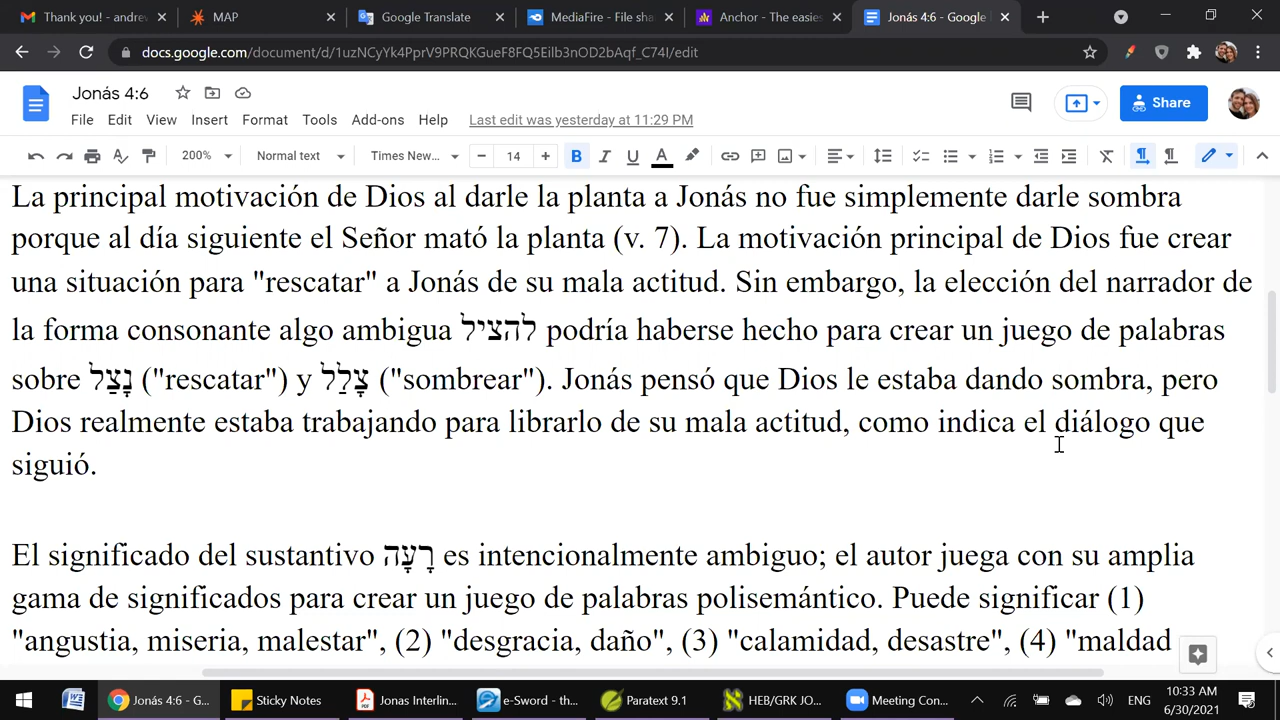 Thank you! - andrew
MAP
Google Translate
MediaFire - File sha
Anchor - The easies
Jonás 4:6 - Google
docs.google.com/document/d/1uzNCyYk4PprV9PRQKGueF8FQ5Eilb3nOD2bAqf_C74I/edit
Jonás 4:6
File Edit View Insert Format Tools Add-ons Help Last edit was yesterday at 11:29 PM
Share
200% Normal text Times New... 14 B I U A
La principal motivación de Dios al darle la planta a Jonás no fue simplemente darle sombra
porque al día siguiente el Señor mató la planta (v. 7). La motivación principal de Dios fue crear
una situación para "rescatar" a Jonás de su mala actitud. Sin embargo, la elección del narrador de
la forma consonante algo ambigua להציל podría haberse hecho para crear un juego de palabras
sobre נָצַל ("rescatar") y צָלַל ("sombrear"). Jonás pensó que Dios le estaba dando sombra, pero
Dios realmente estaba trabajando para librarlo de su mala actitud, como indica el diálogo que
siguió.
El significado del sustantivo רָעָה es intencionalmente ambiguo; el autor juega con su amplia
gama de significados para crear un juego de palabras polisemántico. Puede significar (1)
"angustia, miseria, malestar", (2) "desgracia, daño", (3) "calamidad, desastre", (4) "maldad
Jonás 4:6 - G...
Sticky Notes
Jonas Interlin...
e-Sword - th...
Paratext 9.1
HEB/GRK JO...
Meeting Con...
ENG
10:33 AM
6/30/2021